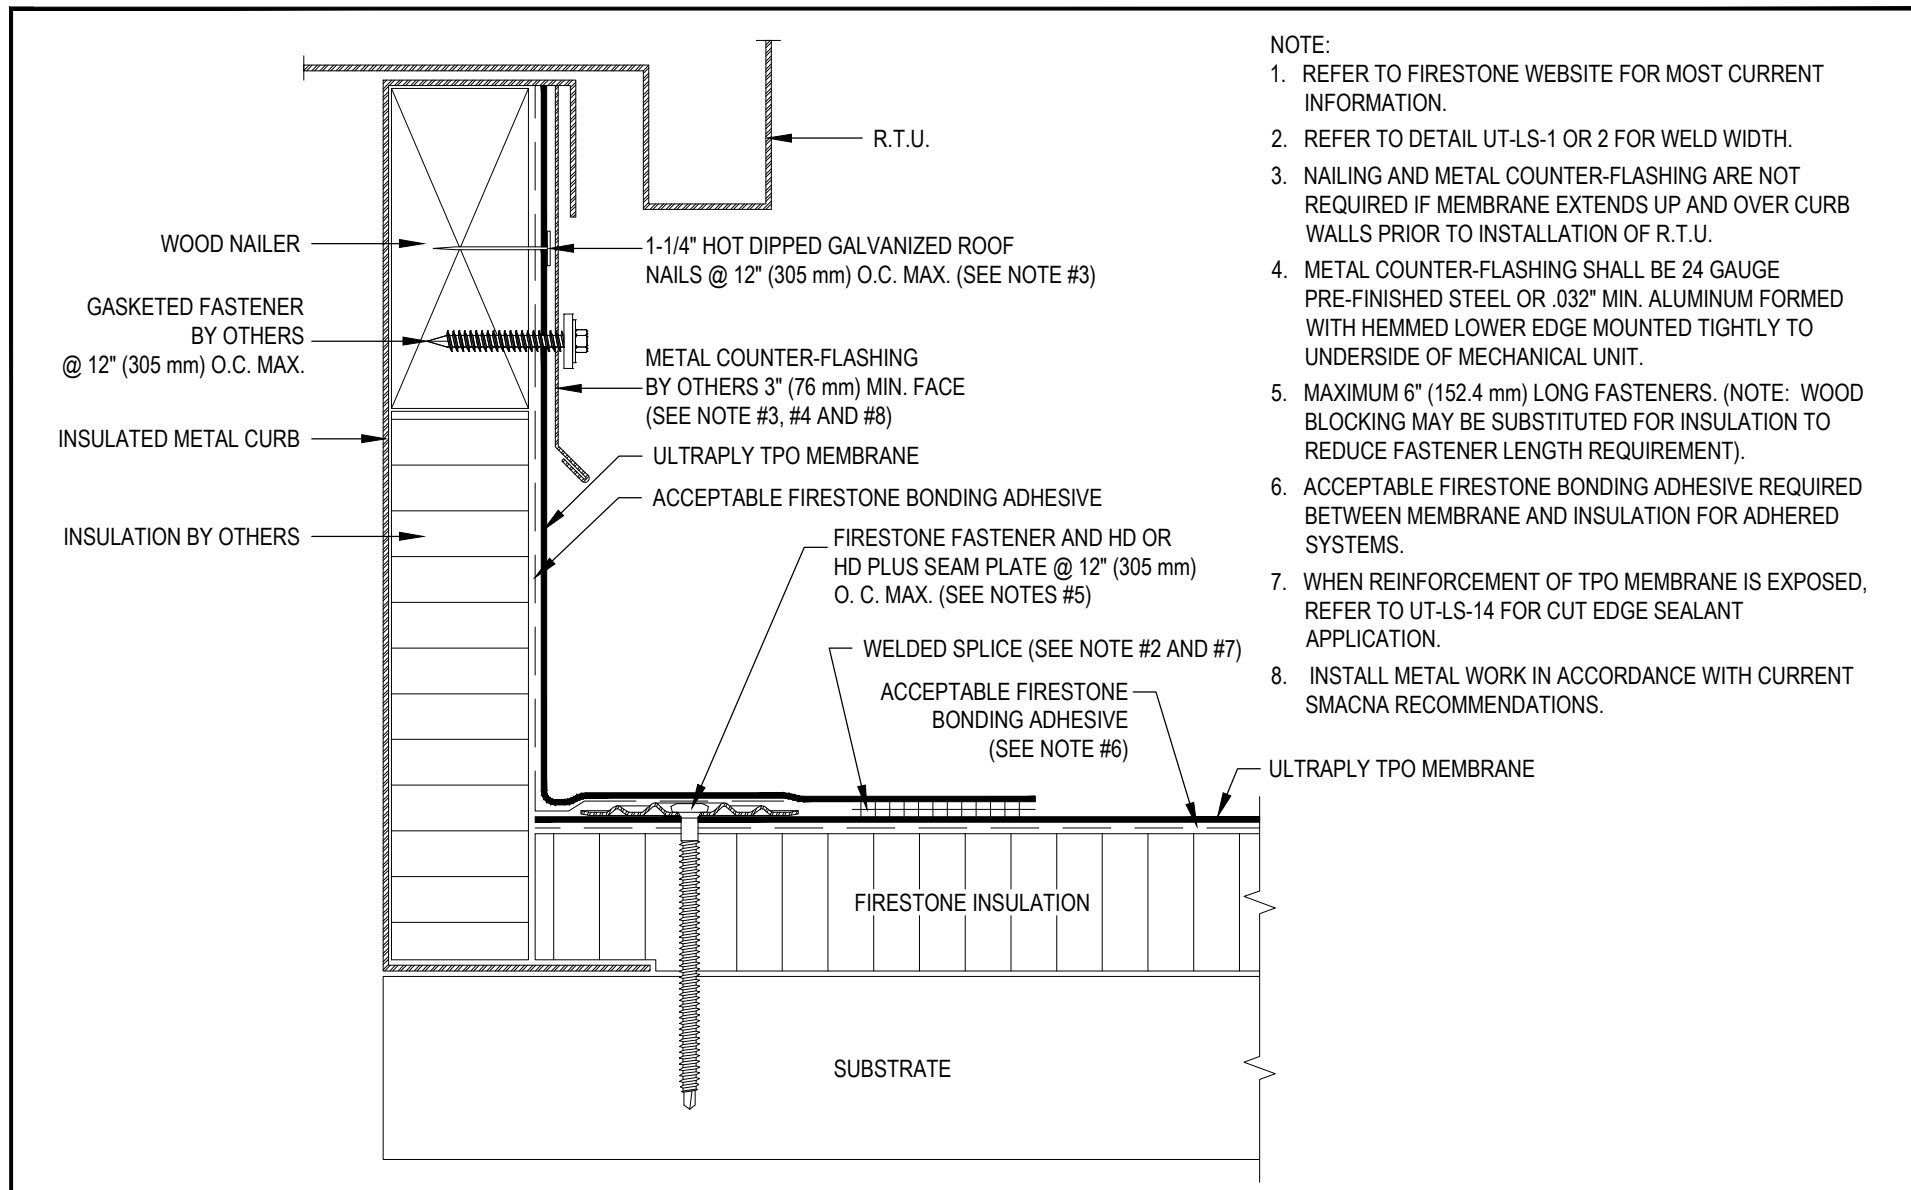 R.T.U.
WOOD NAILER
1-1/4" HOT DIPPED GALVANIZED ROOF
NAILS @ 12" (305 mm) O.C. MAX. (SEE NOTE #3)
GASKETED FASTENER
BY OTHERS
@ 12" (305 mm) O.C. MAX.
METAL COUNTER-FLASHING
BY OTHERS 3" (76 mm) MIN. FACE
(SEE NOTE #3, #4 AND #8)
INSULATED METAL CURB
ULTRAPLY TPO MEMBRANE
ACCEPTABLE FIRESTONE BONDING ADHESIVE
INSULATION BY OTHERS
FIRESTONE FASTENER AND HD OR
HD PLUS SEAM PLATE @ 12" (305 mm)
O. C. MAX. (SEE NOTES #5)
WELDED SPLICE (SEE NOTE #2 AND #7)
ACCEPTABLE FIRESTONE
BONDING ADHESIVE
(SEE NOTE #6)
ULTRAPLY TPO MEMBRANE
FIRESTONE INSULATION
SUBSTRATE
NOTE:
1. REFER TO FIRESTONE WEBSITE FOR MOST CURRENT
INFORMATION.
2. REFER TO DETAIL UT-LS-1 OR 2 FOR WELD WIDTH.
3. NAILING AND METAL COUNTER-FLASHING ARE NOT
REQUIRED IF MEMBRANE EXTENDS UP AND OVER CURB
WALLS PRIOR TO INSTALLATION OF R.T.U.
4. METAL COUNTER-FLASHING SHALL BE 24 GAUGE
PRE-FINISHED STEEL OR .032" MIN. ALUMINUM FORMED
WITH HEMMED LOWER EDGE MOUNTED TIGHTLY TO
UNDERSIDE OF MECHANICAL UNIT.
5. MAXIMUM 6" (152.4 mm) LONG FASTENERS. (NOTE: WOOD
BLOCKING MAY BE SUBSTITUTED FOR INSULATION TO
REDUCE FASTENER LENGTH REQUIREMENT).
6. ACCEPTABLE FIRESTONE BONDING ADHESIVE REQUIRED
BETWEEN MEMBRANE AND INSULATION FOR ADHERED
SYSTEMS.
7. WHEN REINFORCEMENT OF TPO MEMBRANE IS EXPOSED,
REFER TO UT-LS-14 FOR CUT EDGE SEALANT
APPLICATION.
8. INSTALL METAL WORK IN ACCORDANCE WITH CURRENT
SMACNA RECOMMENDATIONS.